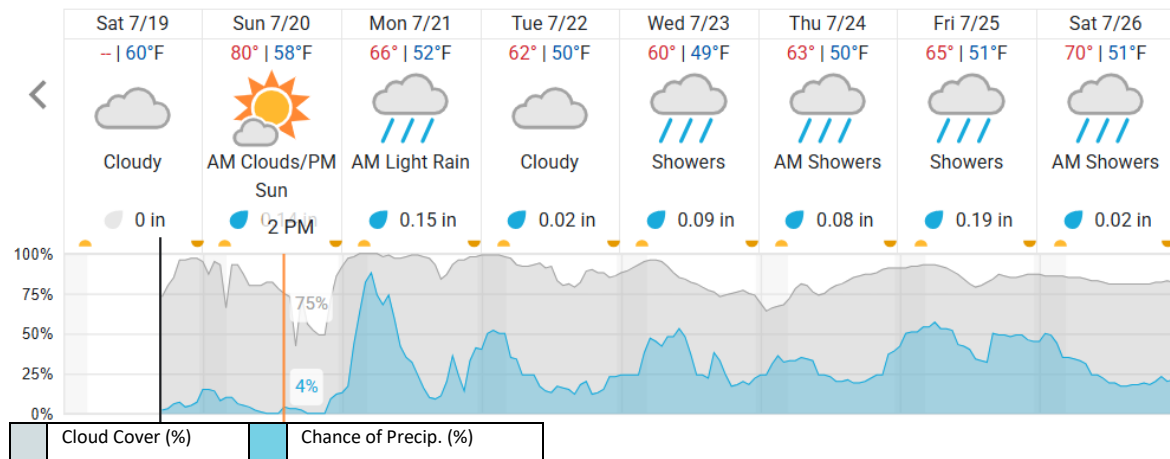 Sat 7/19 Sun 7/20 Mon 7/21 Tue 7/22 Wed 7/23 Thu 7/24 Fri 7/25 Sat 7/26
-- | 60°F 80° | 58°F 66° | 52°F 62° | 50°F 60° | 49°F 63° | 50°F 65° | 51°F 70° | 51°F
Cloudy AM Clouds/PM AM Light Rain Cloudy Showers AM Showers Showers AM Showers
Sun
0 in 0.14 in 0.15 in 0.02 in 0.09 in 0.08 in 0.19 in 0.02 in
2 PM
100%
75%
75%
50%
25%
4%
0%
Cloud Cover (%) Chance of Precip. (%)